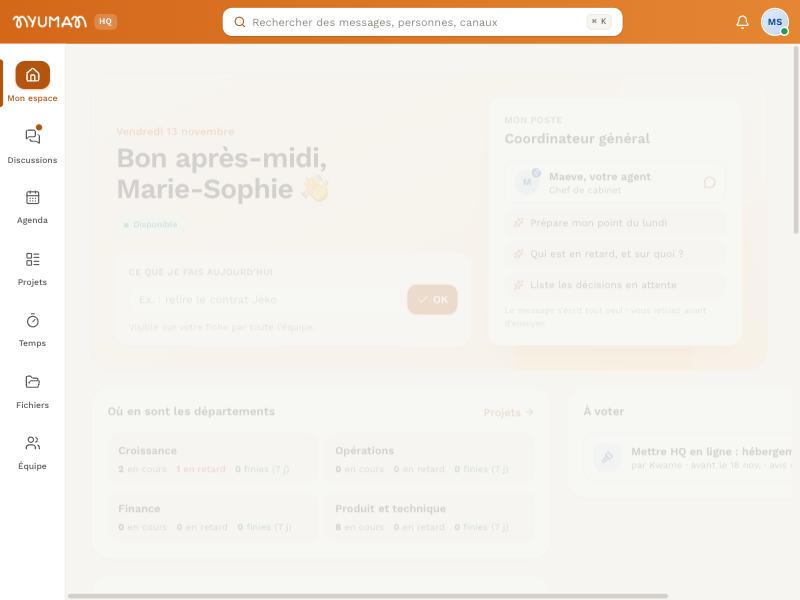 NYUMAN HQ
Rechercher des messages, personnes, canaux
⌘ K
MS
Mon espace
Discussions
Agenda
Projets
Temps
Fichiers
Équipe
Vendredi 13 novembre
Bon après-midi,
Marie-Sophie 👋
Disponible
CE QUE JE FAIS AUJOURD'HUI
Ex. : relire le contrat Jèko
OK
Visible sur votre fiche par toute l'équipe.
MON POSTE
Coordinateur général
M
Maeve, votre agent
Chef de cabinet
Prépare mon point du lundi
Qui est en retard, et sur quoi ?
Liste les décisions en attente
Le message s'écrit tout seul · vous relisez avant
d'envoyer.
Où en sont les départements
Projets →
Croissance
2 en cours 1 en retard 0 finies (7 j)
Opérations
0 en cours 0 en retard 0 finies (7 j)
Finance
0 en cours 0 en retard 0 finies (7 j)
Produit et technique
8 en cours 0 en retard 0 finies (7 j)
À voter
Mettre HQ en ligne : hébergem
par Kwame · avant le 18 nov. · avis